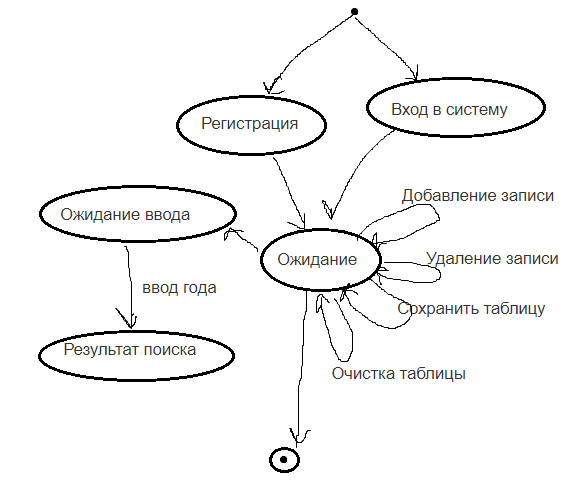 Регистрация
Вход в систему
Добавление записи
Ожидание ввода
Ожидание
Удаление записи
ввод года
Сохранить таблицу
Результат поиска
Очистка таблицы